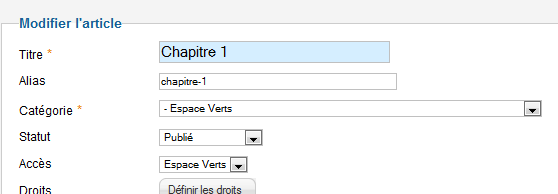 Modifier l'article
Titre * Chapitre 1
Alias chapitre-1
Catégorie * - Espace Verts
Statut Publié
Accès Espace Verts
Droits Définir les droits